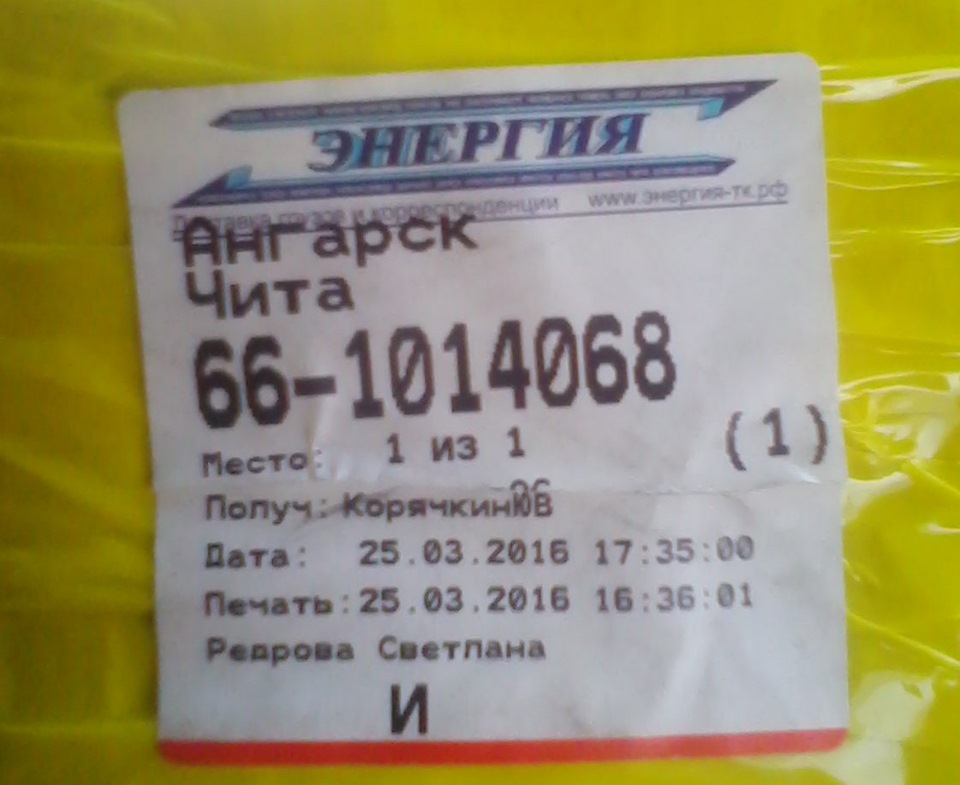 ЭНЕРГИЯ
Доставка грузов и корреспонденции www.энергия-тк.рф
Ангарск
Чита
66-1014068
Место: 1 из 1 (1)
Получ: КорячкинЮВ
Дата: 25.03.2016 17:35:00
Печать:25.03.2016 16:36:01
Редрова Светлана
И